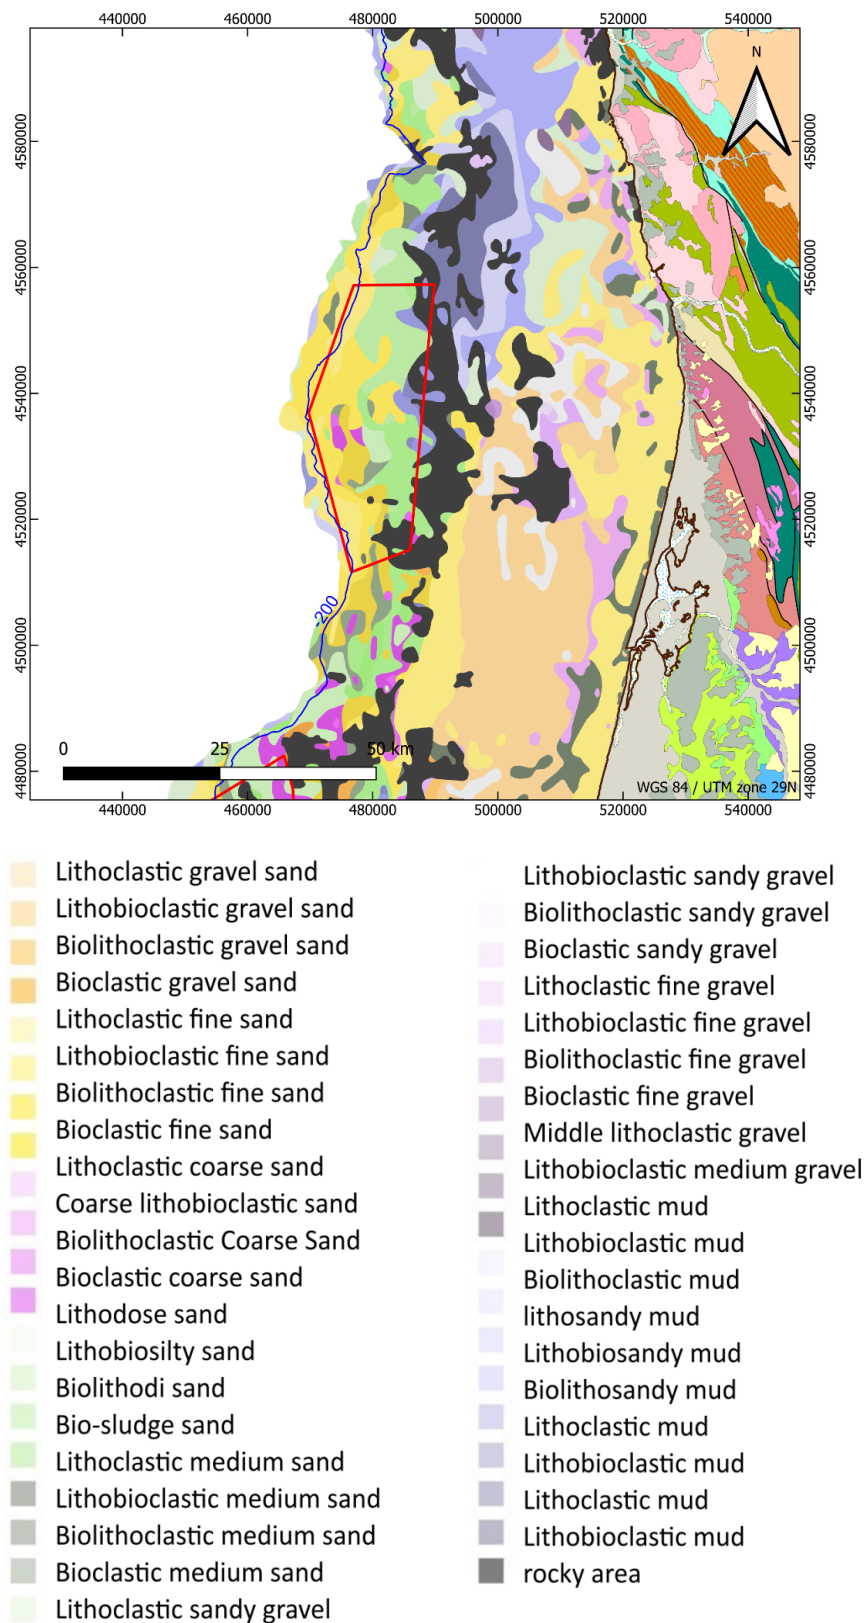 440000 460000 480000 500000 520000 540000
N
4580000 4580000
4560000 4560000
4540000 4540000
4520000 4520000
-200
4500000 4500000
0 25 50 km
4480000 4480000
WGS 84 / UTM zone 29N
440000 460000 480000 500000 520000 540000
Lithoclastic gravel sand
Lithobioclastic gravel sand
Biolithoclastic gravel sand
Bioclastic gravel sand
Lithoclastic fine sand
Lithobioclastic fine sand
Biolithoclastic fine sand
Bioclastic fine sand
Lithoclastic coarse sand
Coarse lithobioclastic sand
Biolithoclastic Coarse Sand
Bioclastic coarse sand
Lithodose sand
Lithobiosilty sand
Biolithodi sand
Bio-sludge sand
Lithoclastic medium sand
Lithobioclastic medium sand
Biolithoclastic medium sand
Bioclastic medium sand
Lithoclastic sandy gravel
Lithobioclastic sandy gravel
Biolithoclastic sandy gravel
Bioclastic sandy gravel
Lithoclastic fine gravel
Lithobioclastic fine gravel
Biolithoclastic fine gravel
Bioclastic fine gravel
Middle lithoclastic gravel
Lithobioclastic medium gravel
Lithoclastic mud
Lithobioclastic mud
Biolithoclastic mud
lithosandy mud
Lithobiosandy mud
Biolithosandy mud
Lithoclastic mud
Lithobioclastic mud
Lithoclastic mud
Lithobioclastic mud
rocky area